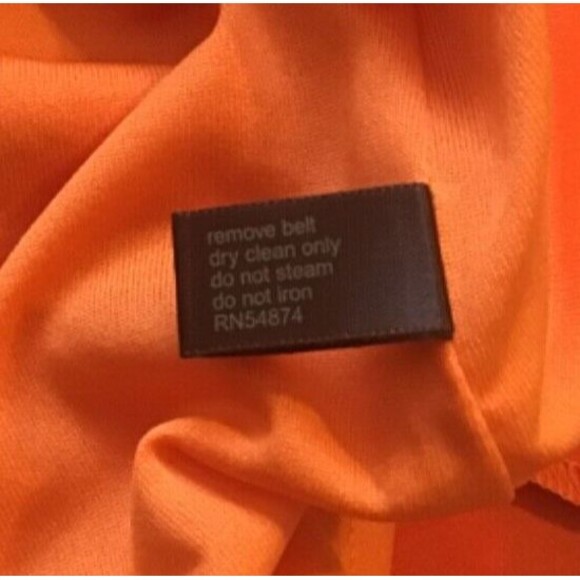 remove belt
dry clean only
do not steam
do not iron
RN54874